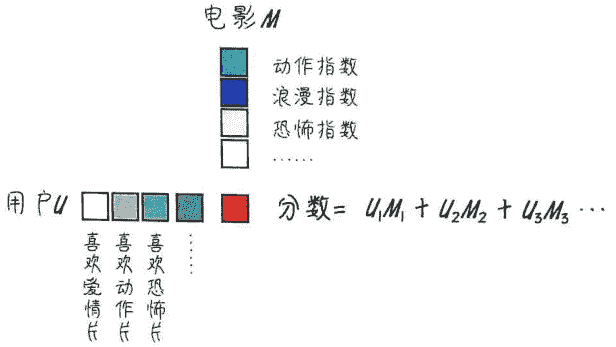 电影M
动作指数
浪漫指数
恐怖指数
……
用户U
分数= U₁M₁ + U₂M₂ + U₃M₃ …
喜欢爱情片
喜欢动作片
喜欢恐怖片
……